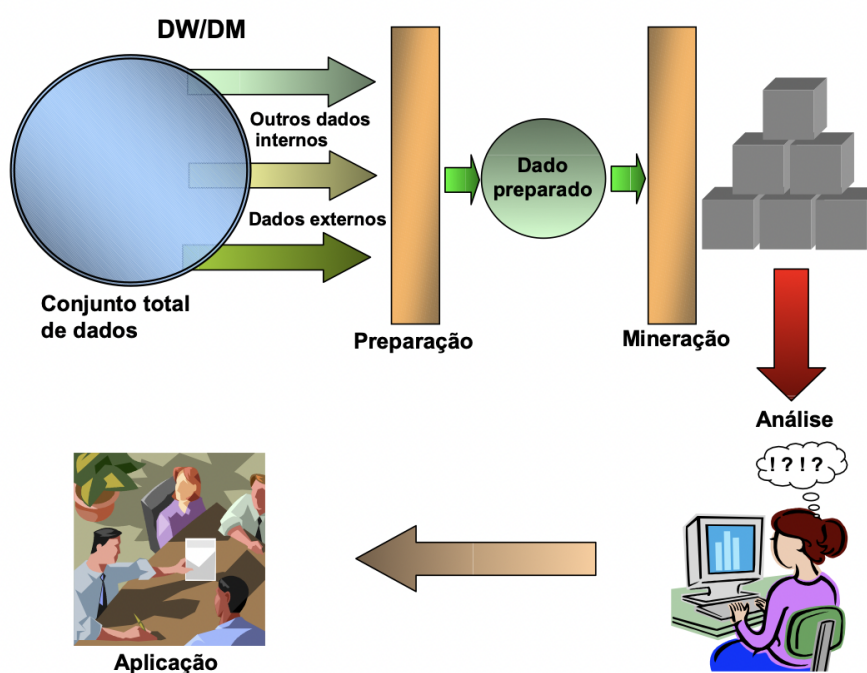 DW/DM
Outros dados
internos
Dados externos
Conjunto total
de dados
Preparação
Dado
preparado
Mineração
Análise
! ? ! ?
Aplicação